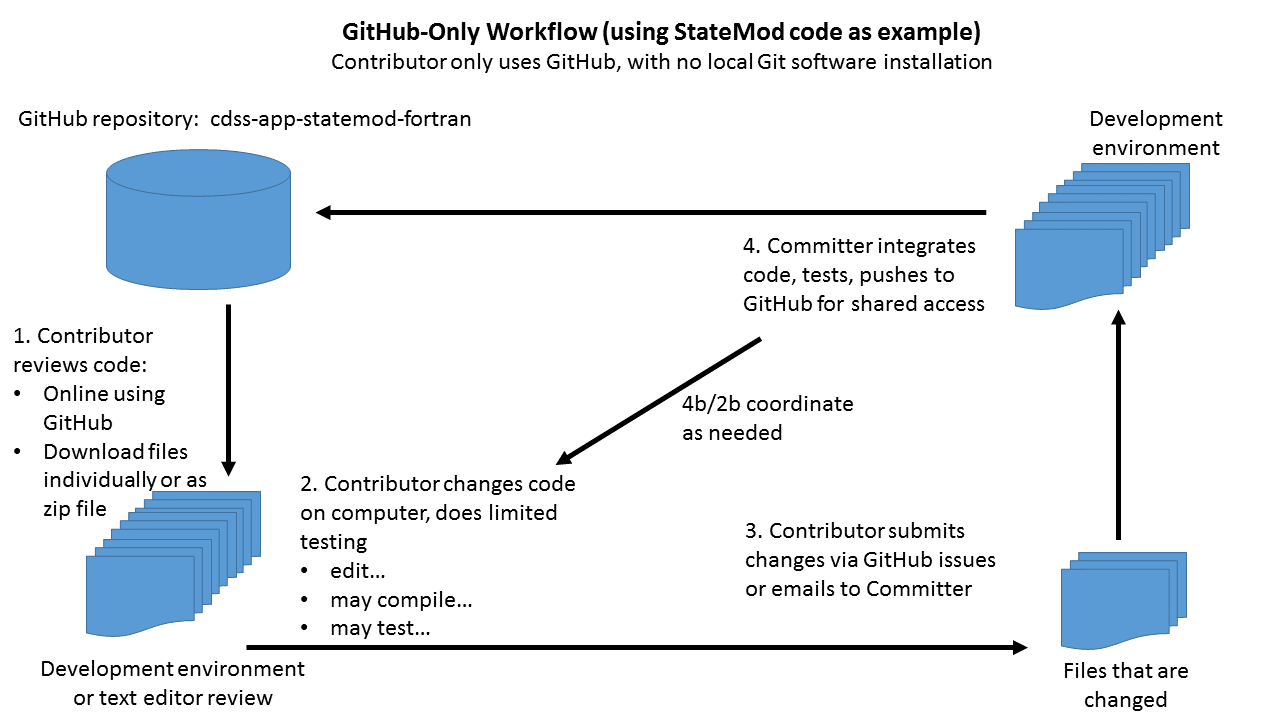 GitHub-Only Workflow (using StateMod code as example)
Contributor only uses GitHub, with no local Git software installation
GitHub repository:  cdss-app-statemod-fortran
Development
environment
4. Committer integrates
code, tests, pushes to
GitHub for shared access
1. Contributor
reviews code:
• Online using
GitHub
• Download files
individually or as
zip file
4b/2b coordinate
as needed
2. Contributor changes code
on computer, does limited
testing
• edit...
• may compile...
• may test...
3. Contributor submits
changes via GitHub issues
or emails to Committer
Development environment
or text editor review
Files that are
changed